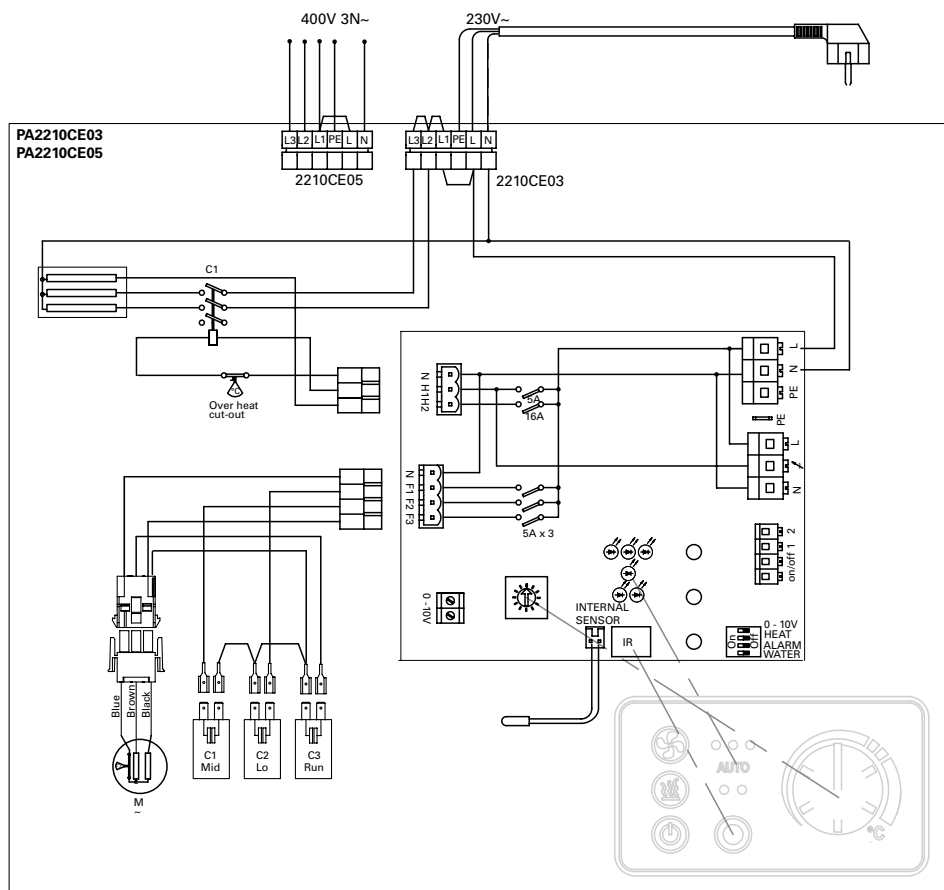 400V 3N~
230V~
PA2210CE03
PA2210CE05
L3 L2 L1 PE L N
L3 L2 L1 PE L N
2210CE05
2210CE03
C1
°C
Over heat
cut-out
N H1H2
5A
16A
L
N
PE
PE
L
N
N F1 F2 F3
5A x 3
2
1
on/off
0 -10V
INTERNAL
SENSOR
IR
On
Off
0 - 10V
HEAT
ALARM
WATER
Blue
Brown
Black
C1
Mid
C2
Lo
C3
Run
M
~
AUTO
°C